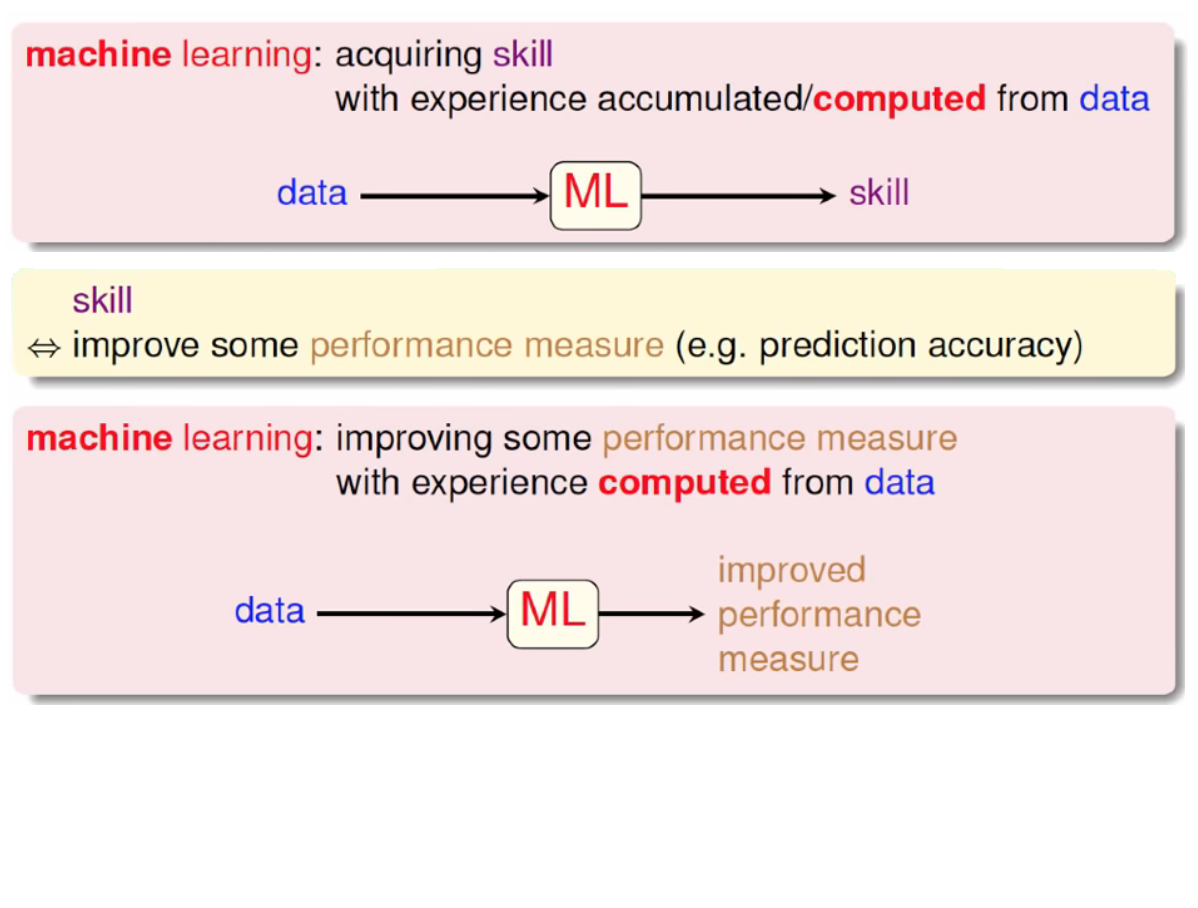 machine learning: acquiring skill
with experience accumulated/computed from data
data ML skill
skill
⇔ improve some performance measure (e.g. prediction accuracy)
machine learning: improving some performance measure
with experience computed from data
data ML improved
performance
measure